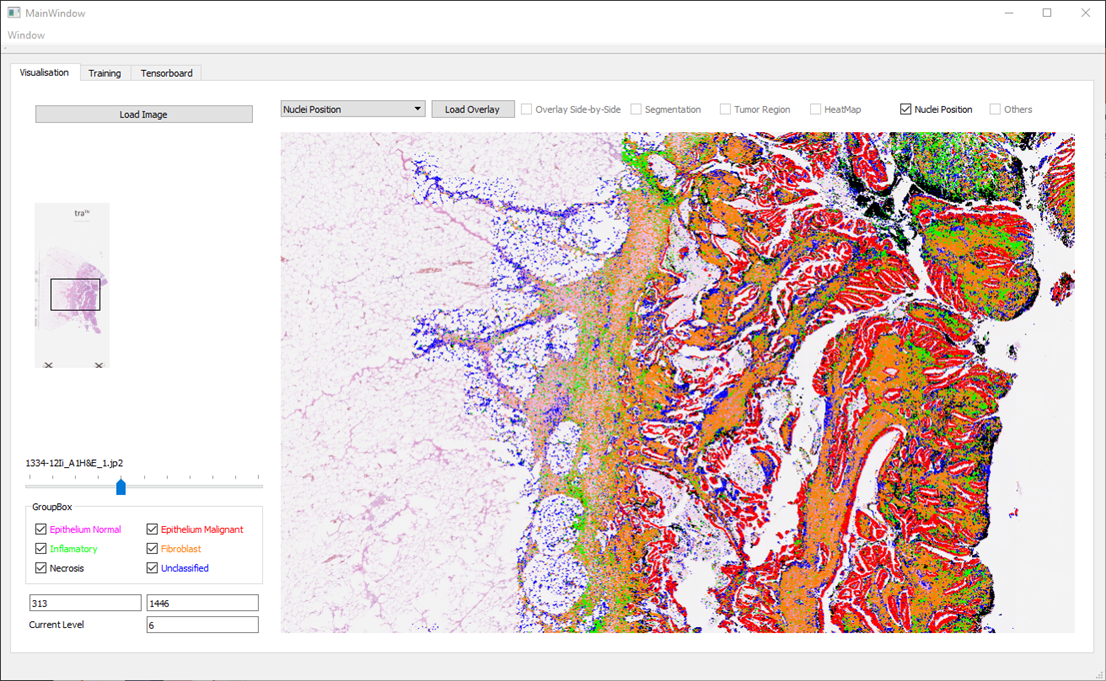 MainWindow
Window
Visualisation Training Tensorboard
Load Image
Nuclei Position Load Overlay Overlay Side-by-Side Segmentation Tumor Region HeatMap Nuclei Position Others
1334-12Ii_A1H&E_1.jp2
GroupBox
Epithelium Normal Epithelium Malignant
Inflamatory Fibroblast
Necrosis Unclassified
313 1446
Current Level 6